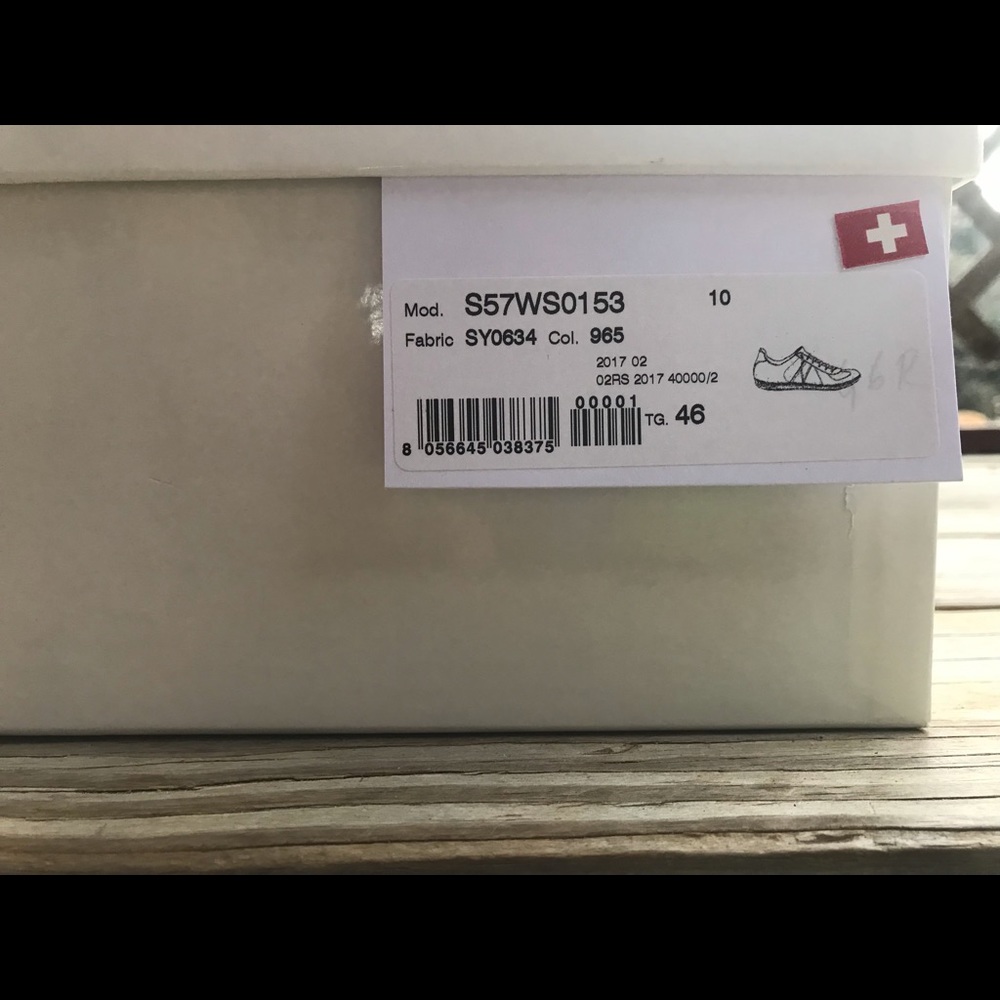 Mod. S57WS0153 10
Fabric SY0634 Col. 965
2017 02
02RS 2017 40000/2
00001
TG. 46
8 056645 038375
6 R